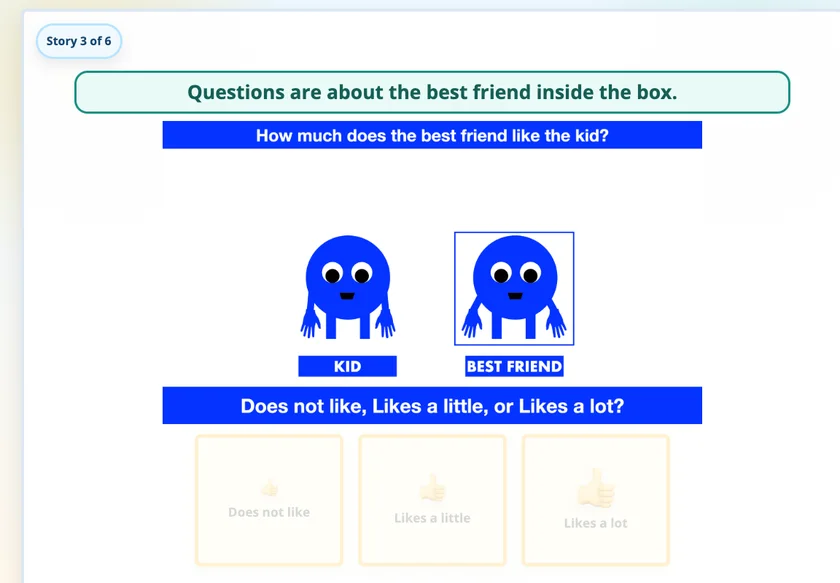 Story 3 of 6
Questions are about the best friend inside the box.
How much does the best friend like the kid?
KID
BEST FRIEND
Does not like, Likes a little, or Likes a lot?
Does not like
Likes a little
Likes a lot